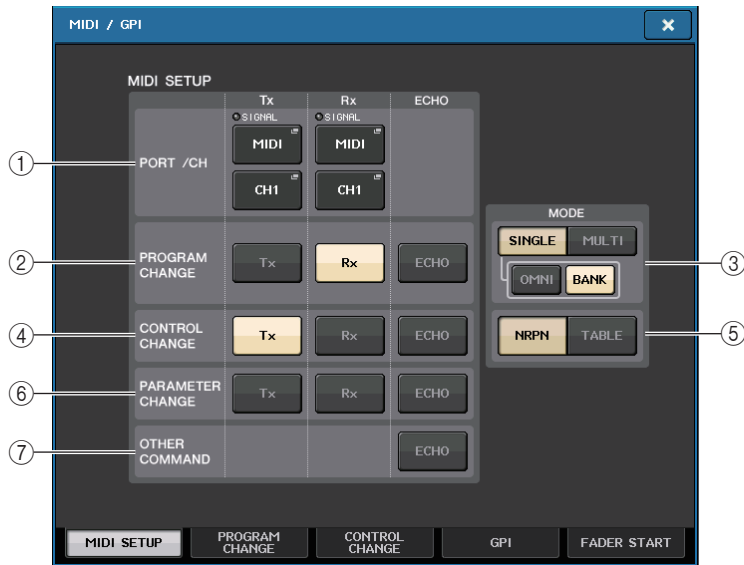 MIDI / GPI
MIDI SETUP
Tx Rx ECHO
SIGNAL SIGNAL
① PORT /CH MIDI MIDI
CH1 CH1
MODE
SINGLE MULTI
② PROGRAM CHANGE Tx Rx ECHO ③
OMNI BANK
④ CONTROL CHANGE Tx Rx ECHO NRPN TABLE ⑤
⑥ PARAMETER CHANGE Tx Rx ECHO
⑦ OTHER COMMAND ECHO
MIDI SETUP PROGRAM CHANGE CONTROL CHANGE GPI FADER START